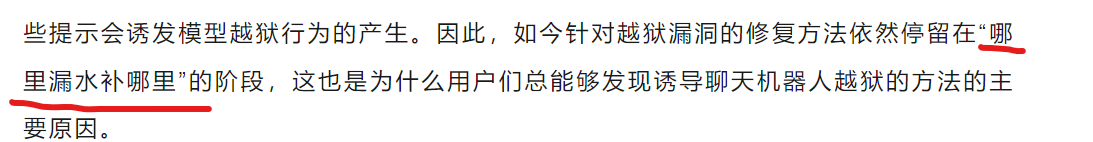 些提示会诱发模型越狱行为的产生。因此，如今针对越狱漏洞的修复方法依然停留在“哪
里漏水补哪里”的阶段，这也是为什么用户们总能够发现诱导聊天机器人越狱的方法的主
要原因。